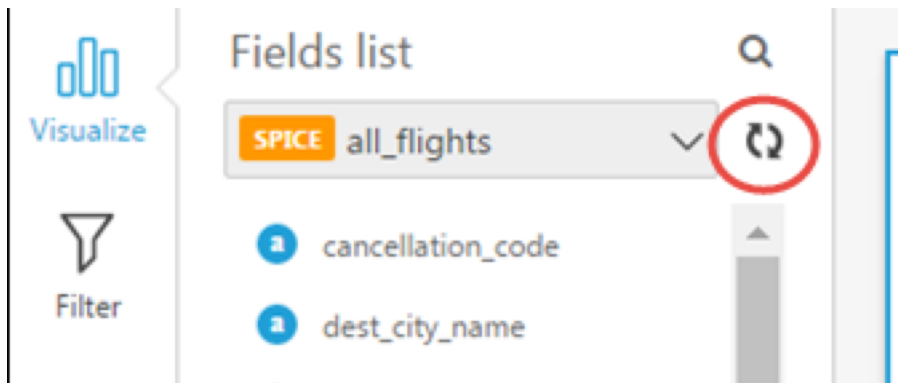 Fields list
Visualize
SPICE all_flights
a cancellation_code
Filter
a dest_city_name